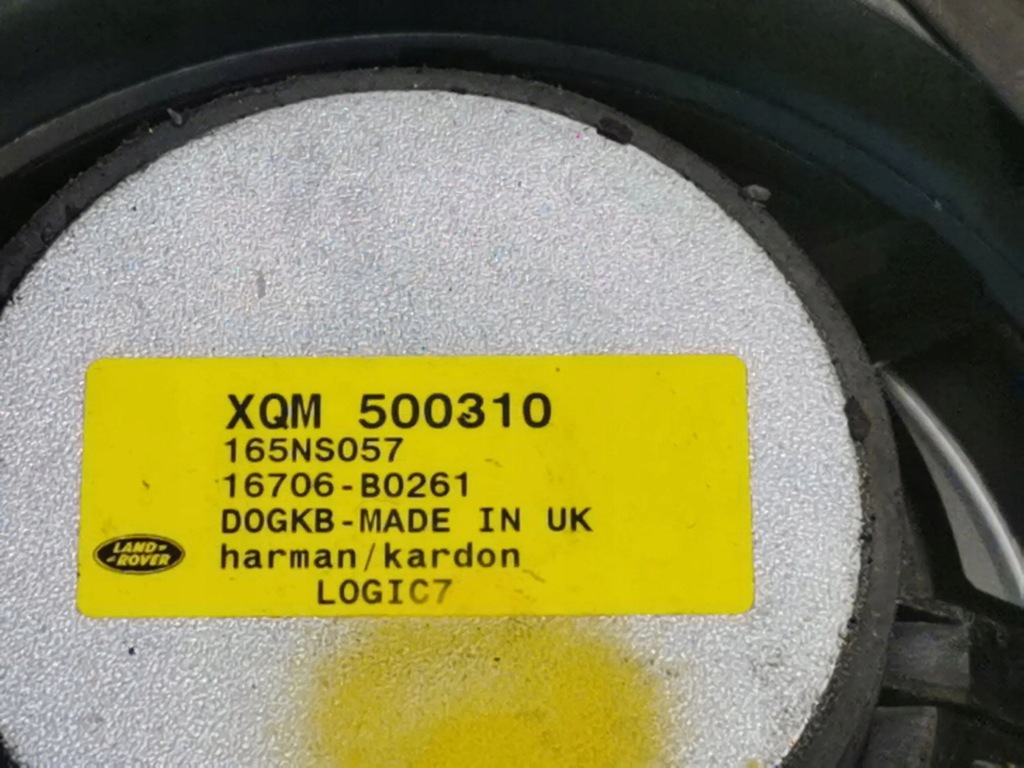 XQM 500310
165NS057
16706-B0261
DOGKB-MADE IN UK
LAND-
-ROVER
harman/kardon
LOGIC7